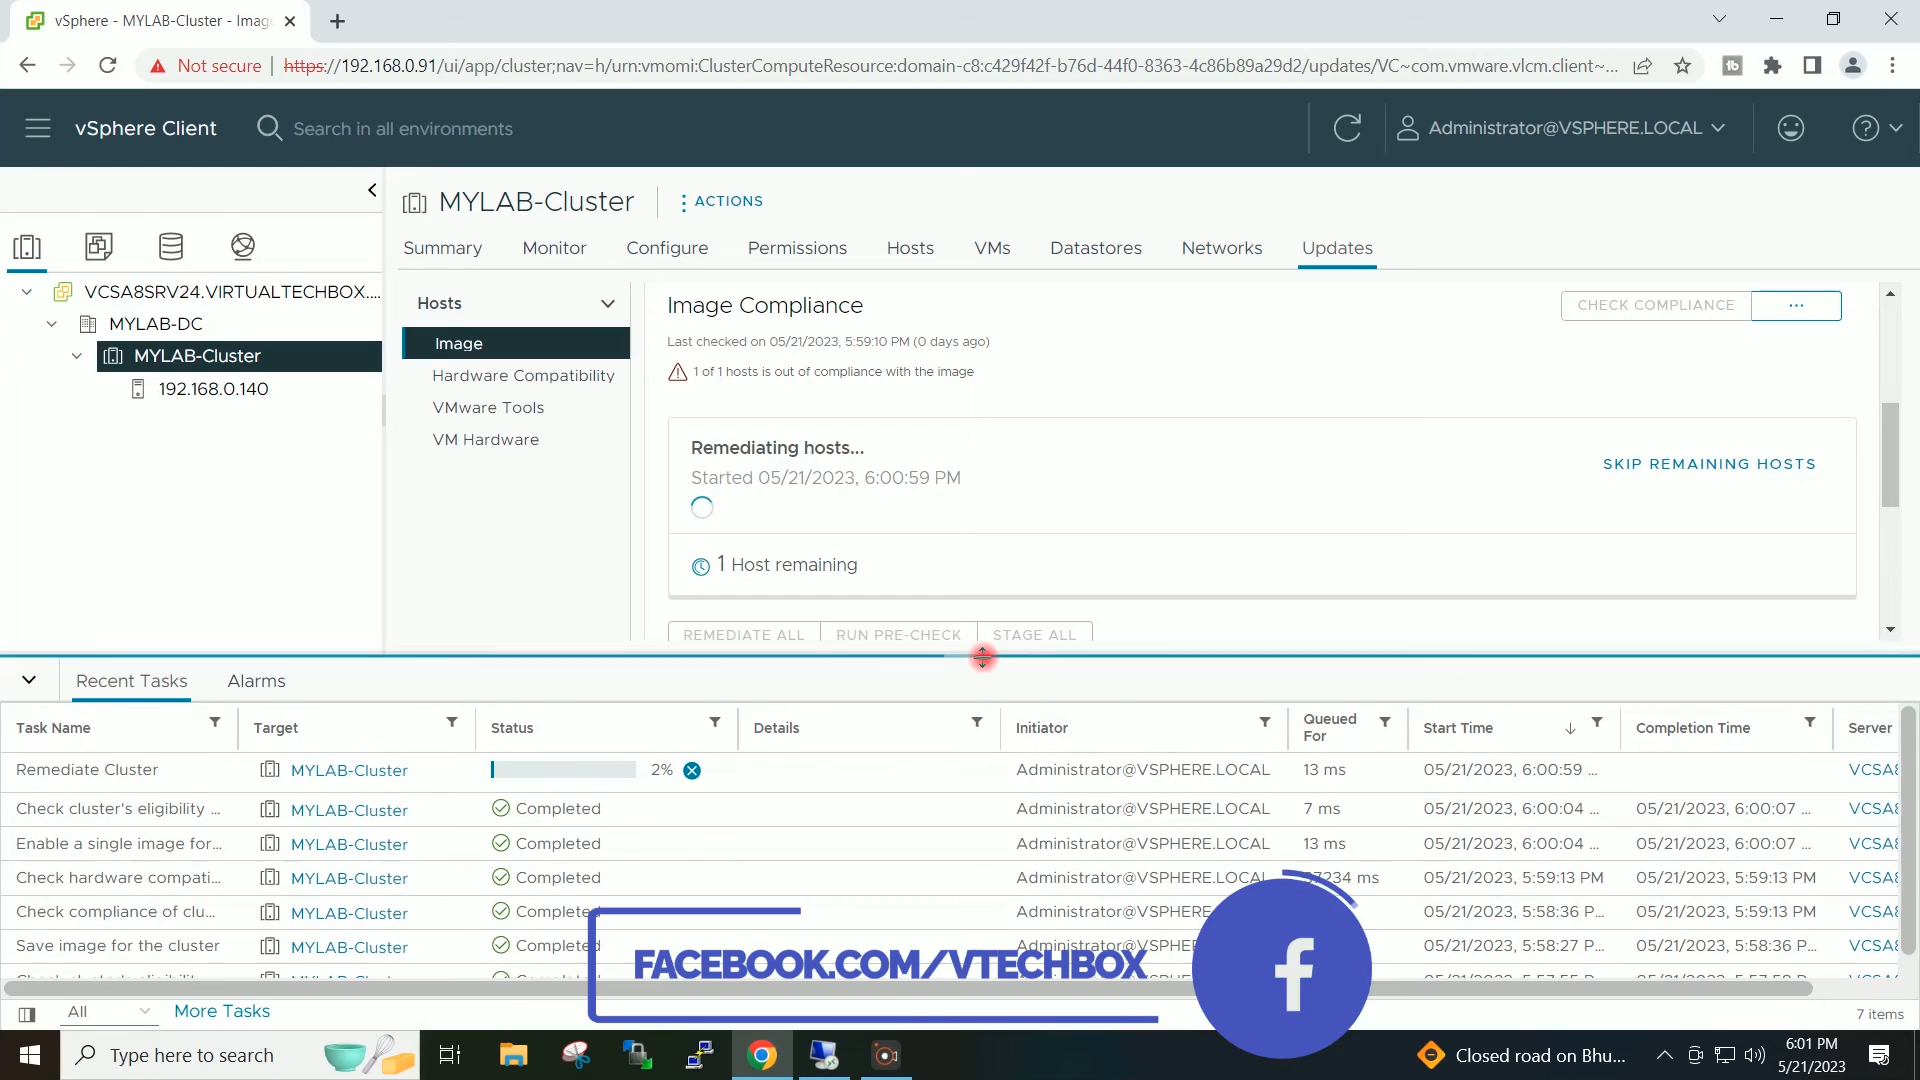 vSphere - MYLAB-Cluster - Imag
Not secure
https://192.168.0.91/ui/app/cluster;nav=h/urn:vmomi:ClusterComputeResource:domain-c8:c429f42f-b76d-44f0-8363-4c86b89a29d2/updates/VC~com.vmware.vlcm.client~...
vSphere Client
Search in all environments
Administrator@VSPHERE.LOCAL
MYLAB-Cluster
ACTIONS
Summary
Monitor
Configure
Permissions
Hosts
VMs
Datastores
Networks
Updates
VCSA8SRV24.VIRTUALTECHBOX....
MYLAB-DC
MYLAB-Cluster
192.168.0.140
Hosts
Image
Hardware Compatibility
VMware Tools
VM Hardware
Image Compliance
CHECK COMPLIANCE
...
Last checked on 05/21/2023, 5:59:10 PM (0 days ago)
1 of 1 hosts is out of compliance with the image
Remediating hosts...
Started 05/21/2023, 6:00:59 PM
SKIP REMAINING HOSTS
1 Host remaining
REMEDIATE ALL
RUN PRE-CHECK
STAGE ALL
Recent Tasks
Alarms
Task Name Target Status Details Initiator Queued For Start Time Completion Time Server
Remediate Cluster MYLAB-Cluster 2% Administrator@VSPHERE.LOCAL 13 ms 05/21/2023, 6:00:59 ... VCSA8
Check cluster's eligibility ... MYLAB-Cluster Completed Administrator@VSPHERE.LOCAL 7 ms 05/21/2023, 6:00:04 ... 05/21/2023, 6:00:07 ... VCSA8
Enable a single image for... MYLAB-Cluster Completed Administrator@VSPHERE.LOCAL 13 ms 05/21/2023, 6:00:04 ... 05/21/2023, 6:00:07 ... VCSA8
Check hardware compati... MYLAB-Cluster Completed Administrator@VSPHERE.LOCAL 7234 ms 05/21/2023, 5:59:13 PM 05/21/2023, 5:59:13 PM VCSA8
Check compliance of clu... MYLAB-Cluster Completed Administrator@VSPHERE 05/21/2023, 5:58:36 P... 05/21/2023, 5:59:13 PM VCSA8
Save image for the cluster MYLAB-Cluster Completed Administrator@VSPHE 05/21/2023, 5:58:27 P... 05/21/2023, 5:58:36 P... VCSA8
FACEBOOK.COM/VTECHBOX
f
All
More Tasks
7 items
Type here to search
Closed road on Bhu...
6:01 PM
5/21/2023